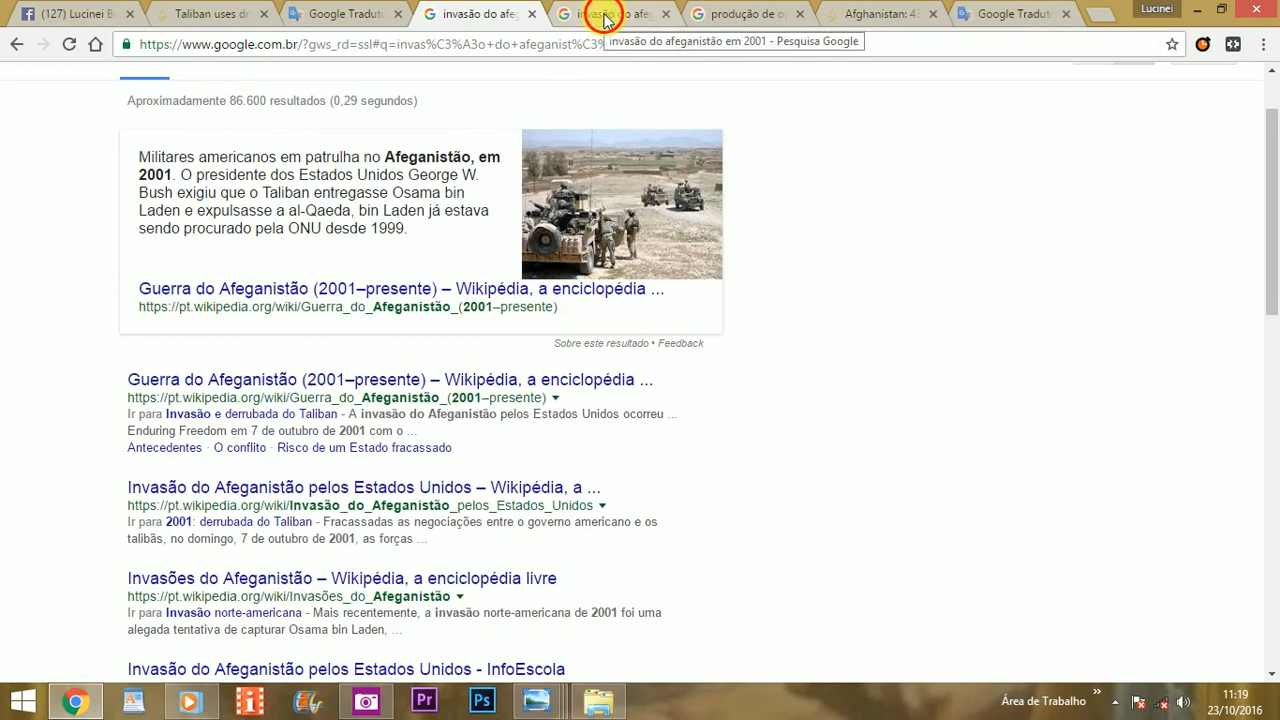 (127) Lucinei B
Taliban uses dr
Google Traduto
invasão do afeg
invasão do afeg
produção de op
Afghanistan: 43
Google Traduto
Lucinei
https://www.google.com.br/?gws_rd=ssl#q=invas%C3%A3o+do+afeganist%C3%
invasão do afeganistão em 2001 - Pesquisa Google
Aproximadamente 86.600 resultados (0,29 segundos)
Militares americanos em patrulha no Afeganistão, em
2001. O presidente dos Estados Unidos George W.
Bush exigiu que o Taliban entregasse Osama bin
Laden e expulsasse a al-Qaeda, bin Laden já estava
sendo procurado pela ONU desde 1999.
Guerra do Afeganistão (2001–presente) – Wikipédia, a enciclopédia ...
https://pt.wikipedia.org/wiki/Guerra_do_Afeganistão_(2001–presente)
Sobre este resultado • Feedback
Guerra do Afeganistão (2001–presente) – Wikipédia, a enciclopédia ...
https://pt.wikipedia.org/wiki/Guerra_do_Afeganistão_(2001–presente)
Ir para Invasão e derrubada do Taliban - A invasão do Afeganistão pelos Estados Unidos ocorreu ...
Enduring Freedom em 7 de outubro de 2001 com o ...
Antecedentes · O conflito · Risco de um Estado fracassado
Invasão do Afeganistão pelos Estados Unidos – Wikipédia, a ...
https://pt.wikipedia.org/wiki/Invasão_do_Afeganistão_pelos_Estados_Unidos
Ir para 2001: derrubada do Taliban - Fracassadas as negociações entre o governo americano e os
talibãs, no domingo, 7 de outubro de 2001, as forças ...
Invasões do Afeganistão – Wikipédia, a enciclopédia livre
https://pt.wikipedia.org/wiki/Invasões_do_Afeganistão
Ir para Invasão norte-americana - Mais recentemente, a invasão norte-americana de 2001 foi uma
alegada tentativa de capturar Osama bin Laden, ...
Invasão do Afeganistão pelos Estados Unidos - InfoEscola
Pr
Ps
Área de Trabalho
11:19
23/10/2016